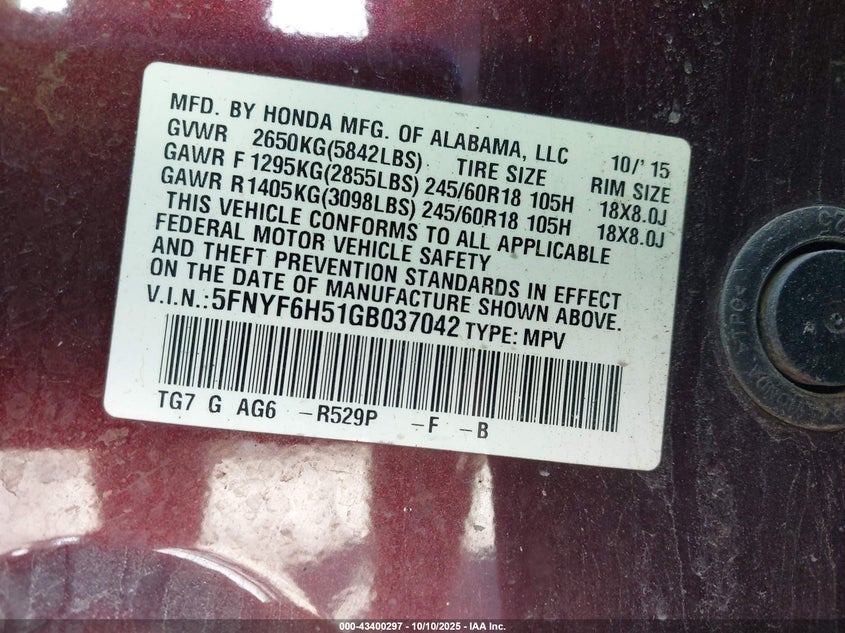 MFD. BY HONDA MFG. OF ALABAMA, LLC 10/' 15
GVWR 2650KG(5842LBS) TIRE SIZE RIM SIZE
GAWR F 1295KG(2855LBS) 245/60R18 105H 18X8.0J
GAWR R 1405KG(3098LBS) 245/60R18 105H 18X8.0J
THIS VEHICLE CONFORMS TO ALL APPLICABLE
FEDERAL MOTOR VEHICLE SAFETY
AND THEFT PREVENTION STANDARDS IN EFFECT
ON THE DATE OF MANUFACTURE SHOWN ABOVE.
V.I.N.: 5FNYF6H51GB037042 TYPE: MPV
TG7 G AG6 -R529P -F -B
000-43400297 - 10/10/2025 - IAA Inc.